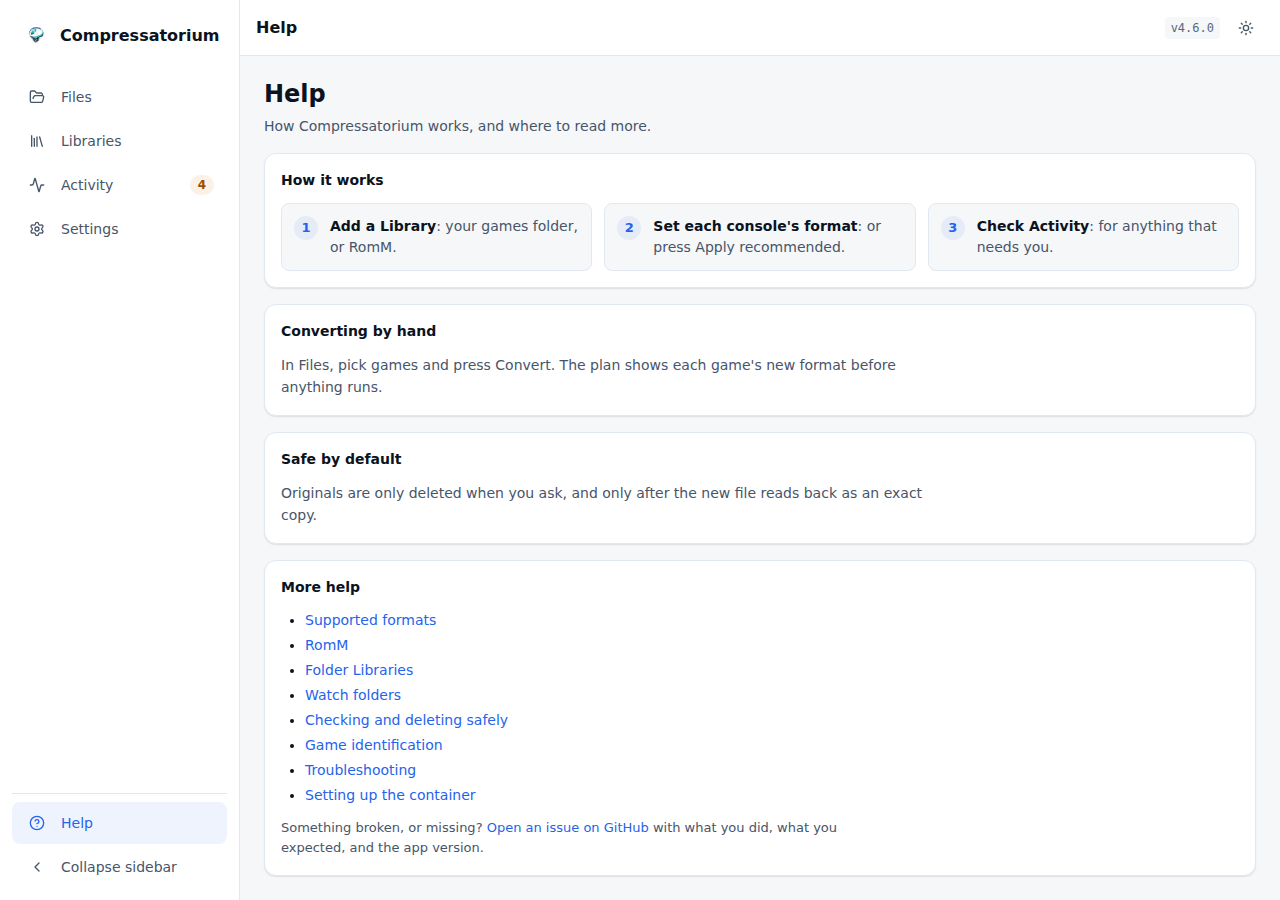 Compressatorium
Files
Libraries
Activity 4
Settings
Help
Collapse sidebar
Help v4.6.0
Help
How Compressatorium works, and where to read more.
How it works
1 Add a Library: your games folder,
or RomM.
2 Set each console's format: or
press Apply recommended.
3 Check Activity: for anything that
needs you.
Converting by hand
In Files, pick games and press Convert. The plan shows each game's new format before
anything runs.
Safe by default
Originals are only deleted when you ask, and only after the new file reads back as an exact
copy.
More help
Supported formats
RomM
Folder Libraries
Watch folders
Checking and deleting safely
Game identification
Troubleshooting
Setting up the container
Something broken, or missing? Open an issue on GitHub with what you did, what you
expected, and the app version.